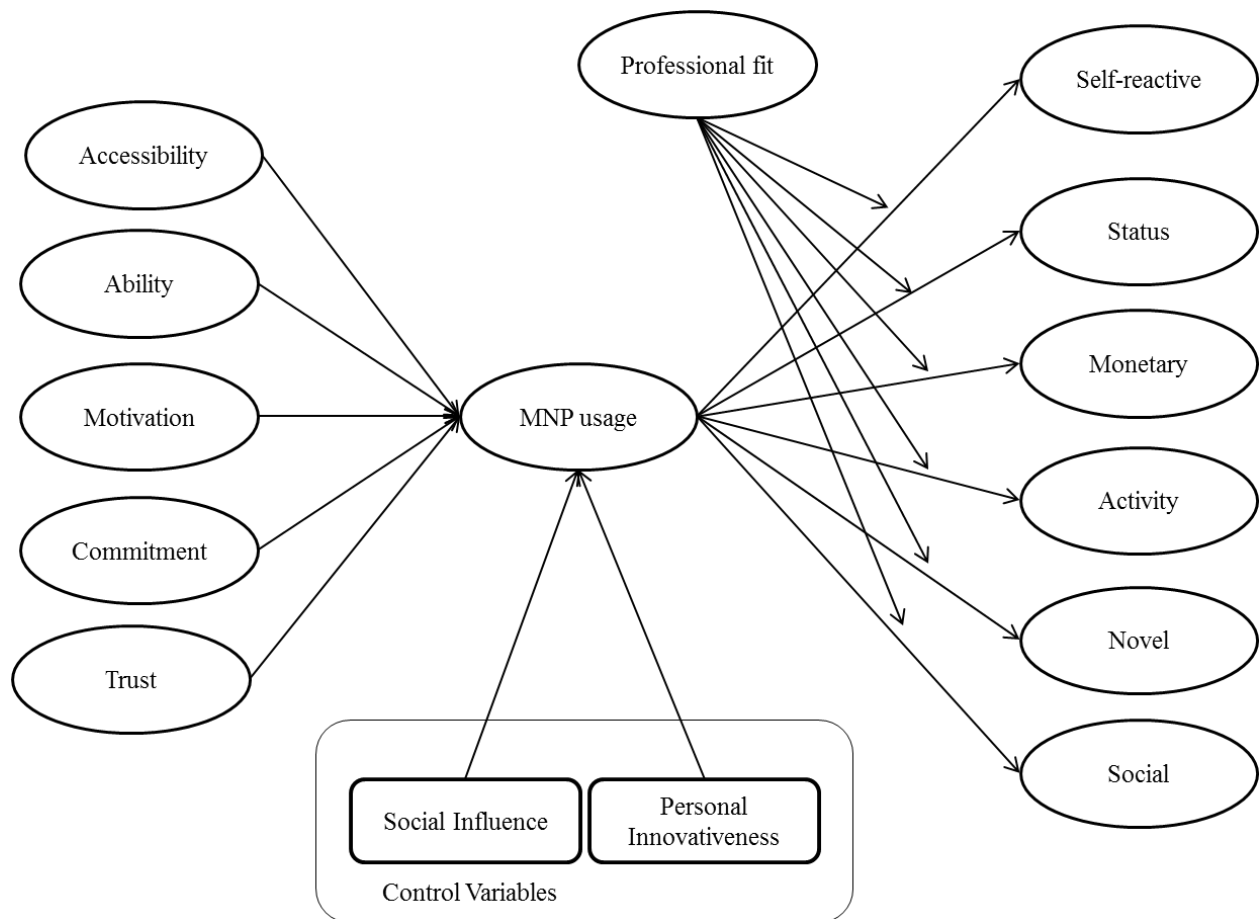 Professional fit
Self-reactive
Accessibility
Status
Ability
Monetary
Motivation
MNP usage
Activity
Commitment
Novel
Trust
Social
Social Influence
Personal
Innovativeness
Control Variables